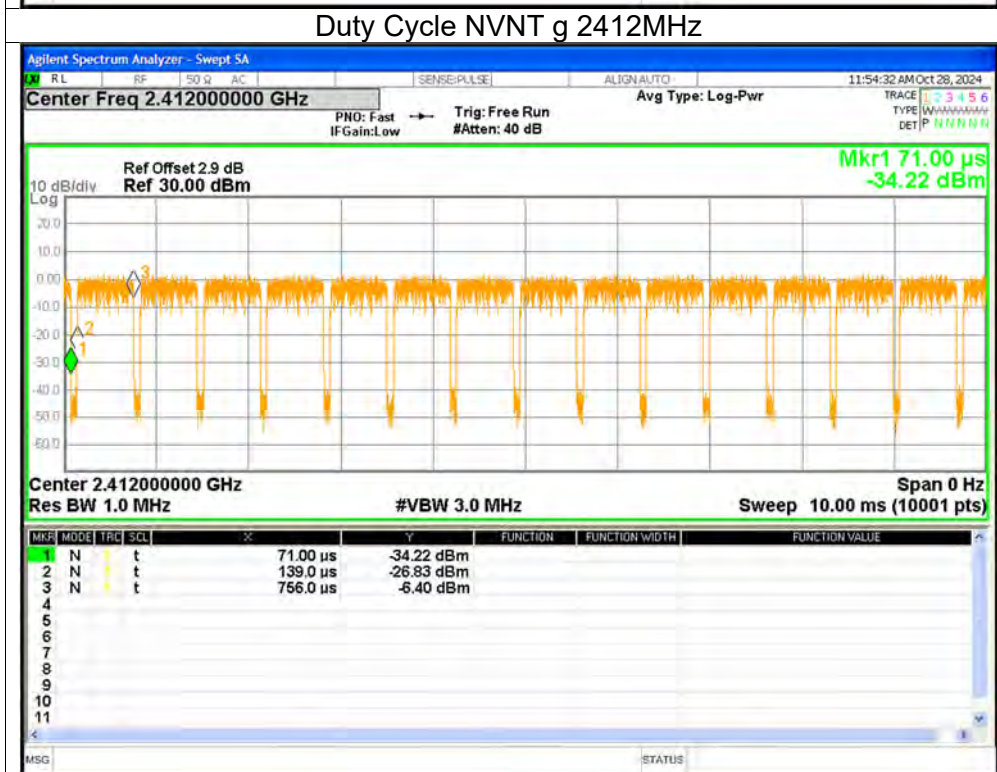 Duty Cycle NVNT g 2412MHz
Agilent Spectrum Analyzer - Swept SA
RL RF 50 Ω AC SENSE:PULSE ALIGN AUTO 11:54:32 AM Oct 28, 2024
Center Freq 2.412000000 GHz
PNO: Fast Trig: Free Run Avg Type: Log-Pwr TRACE 1 2 3 4 5 6
IFGain:Low #Atten: 40 dB TYPE W
DET P N N N N N
Mkr1 71.00 µs
-34.22 dBm
Ref Offset 2.9 dB
10 dB/div Ref 30.00 dBm
Log
20.0
10.0
0.00
-10.0
-20.0
-30.0
-40.0
-50.0
-60.0
3
2
1
Center 2.412000000 GHz Span 0 Hz
Res BW 1.0 MHz #VBW 3.0 MHz Sweep 10.00 ms (10001 pts)
MKR MODE TRC SCL X Y FUNCTION FUNCTION WIDTH FUNCTION VALUE
1 N 1 t 71.00 µs -34.22 dBm
2 N 1 t 139.0 µs -26.83 dBm
3 N 1 t 756.0 µs -6.40 dBm
4
5
6
7
8
9
10
11
MSG STATUS